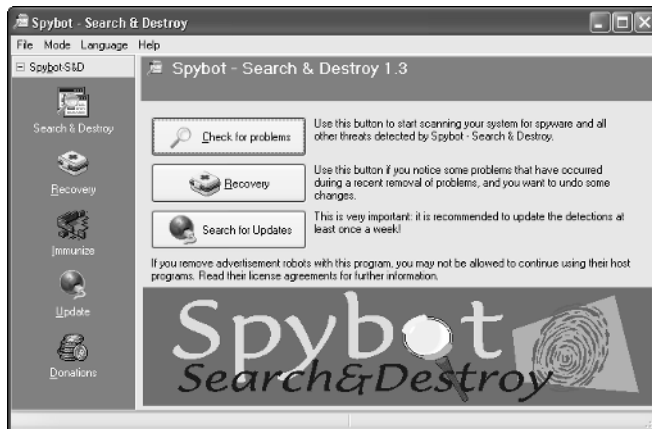 Spybot - Search & Destroy
File Mode Language Help
Spybot-S&D
Search & Destroy
Recovery
Immunize
Update
Donations
Spybot - Search & Destroy 1.3
Check for problems
Use this button to start scanning your system for spyware and all
other threats detected by Spybot - Search & Destroy.
Recovery
Use this button if you notice some problems that have occurred
during a recent removal of problems, and you want to undo some
changes.
Search for Updates
This is very important: it is recommended to update the detections at
least once a week!
If you remove advertisement robots with this program, you may not be allowed to continue using their host
programs. Read their license agreements for further information.
Spybot
Search&Destroy